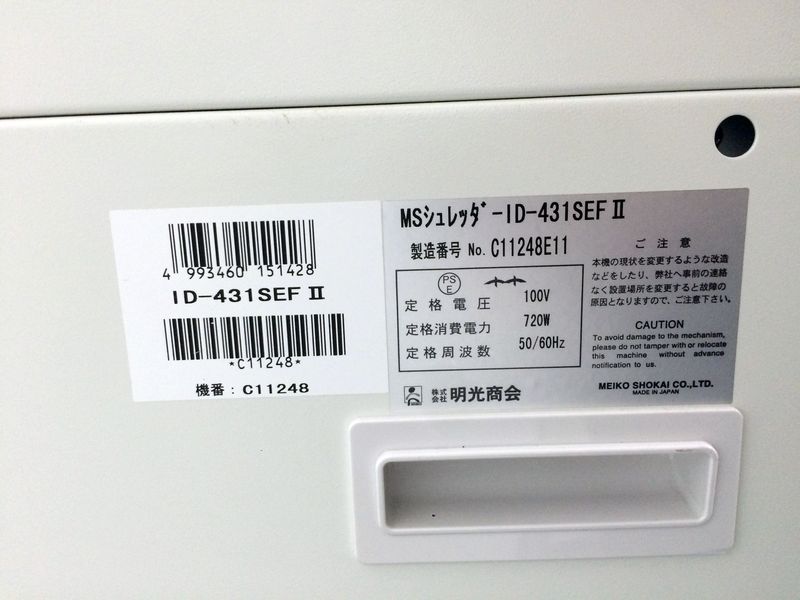 4 993460 151428
ID-431SEF II
*C11248*
機番:C11248
MSシュレッダ-ID-431SEF II
製造番号 No. C11248E11
PS
E
定格電圧 100V
定格消費電力 720W
定格周波数 50/60Hz
株式会社 明光商会
ご注意
本機の現状を変更するような改造
などをしたり、弊社へ事前の連絡
なく設置場所を変更すると故障の
原因となりますので、ご注意下さい。
CAUTION
To avoid damage to the mechanism,
please do not tamper with or relocate
this machine without advance
notification to us.
MEIKO SHOKAI CO.,LTD.
MADE IN JAPAN